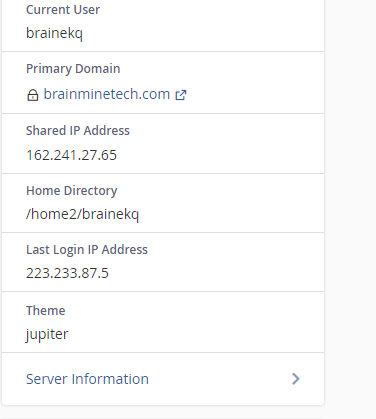 Current User
brainekq
Primary Domain
brainminetech.com
Shared IP Address
162.241.27.65
Home Directory
/home2/brainekq
Last Login IP Address
223.233.87.5
Theme
jupiter
Server Information